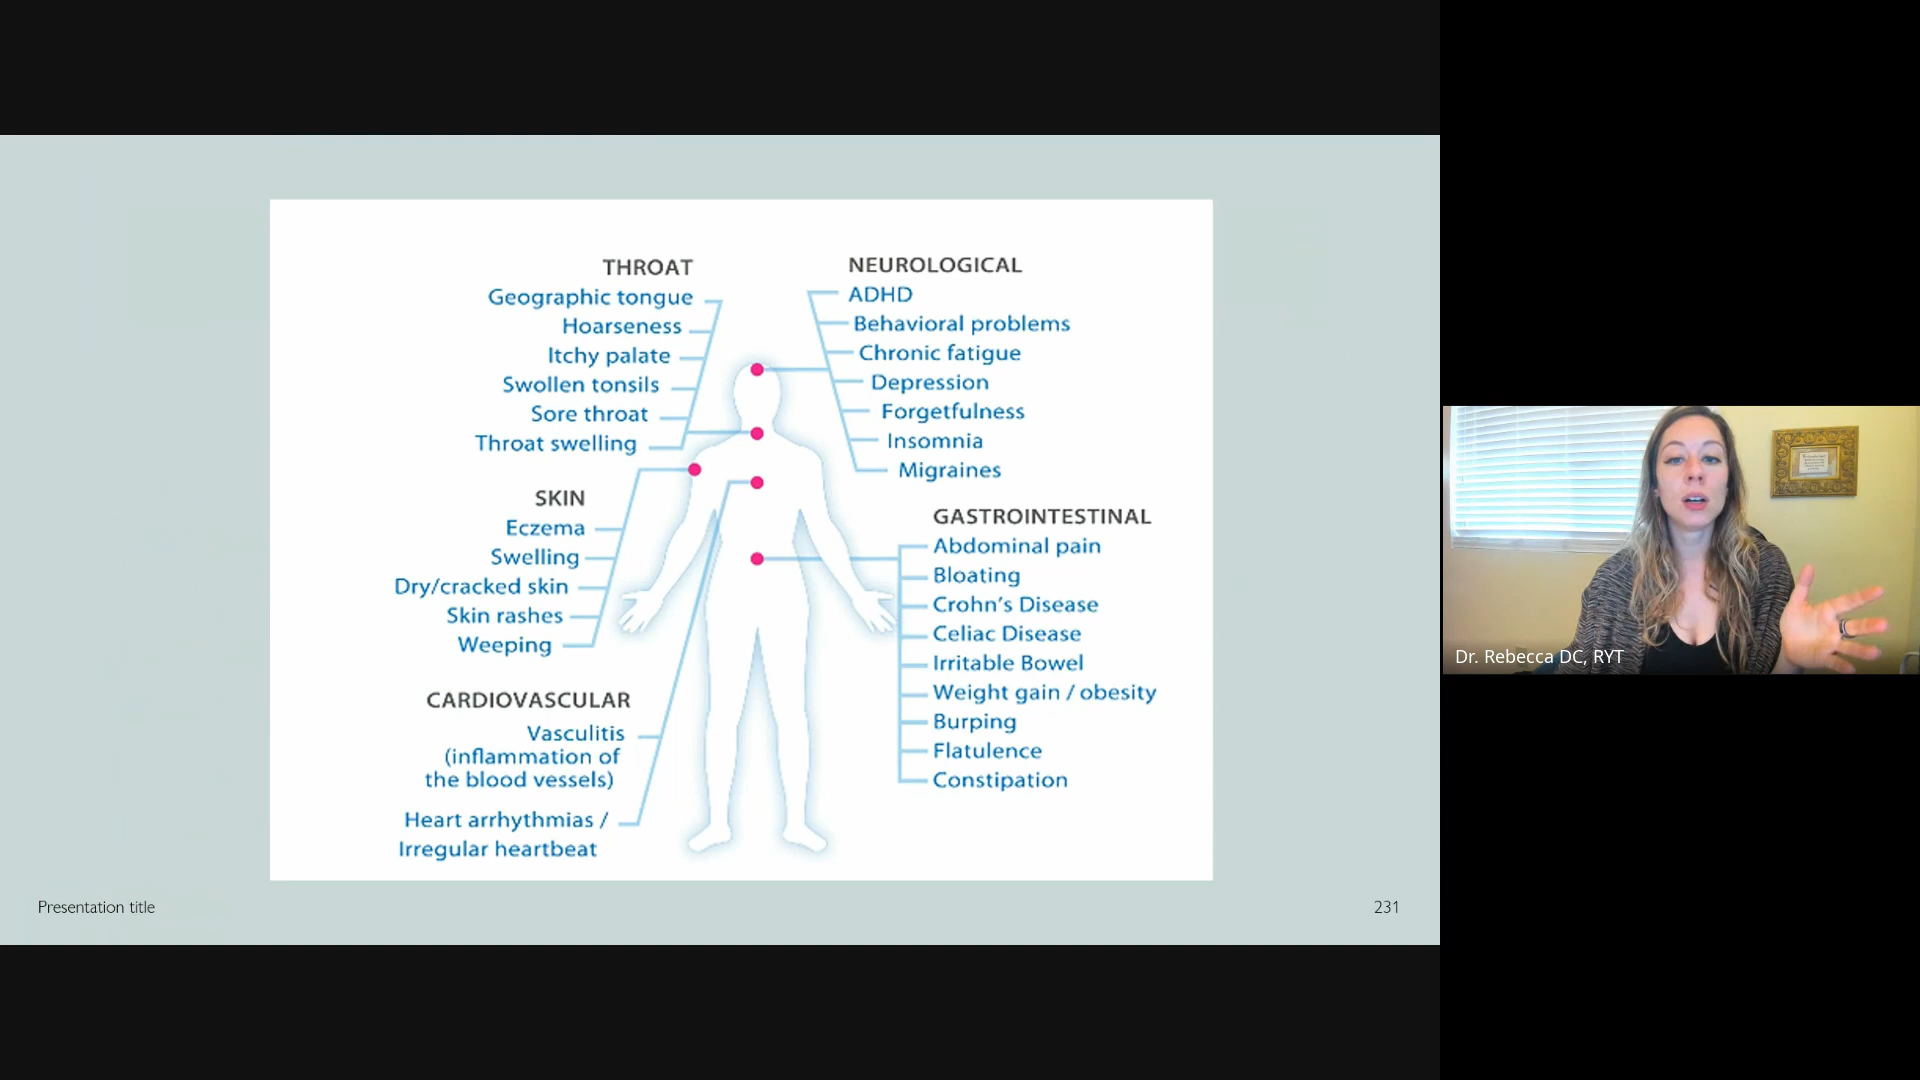 THROAT
Geographic tongue
Hoarseness
Itchy palate
Swollen tonsils
Sore throat
Throat swelling
SKIN
Eczema
Swelling
Dry/cracked skin
Skin rashes
Weeping
CARDIOVASCULAR
Vasculitis
(inflammation of
the blood vessels)
Heart arrhythmias /
Irregular heartbeat
NEUROLOGICAL
ADHD
Behavioral problems
Chronic fatigue
Depression
Forgetfulness
Insomnia
Migraines
GASTROINTESTINAL
Abdominal pain
Bloating
Crohn's Disease
Celiac Disease
Irritable Bowel
Weight gain / obesity
Burping
Flatulence
Constipation
Presentation title
231
Dr. Rebecca DC, RYT